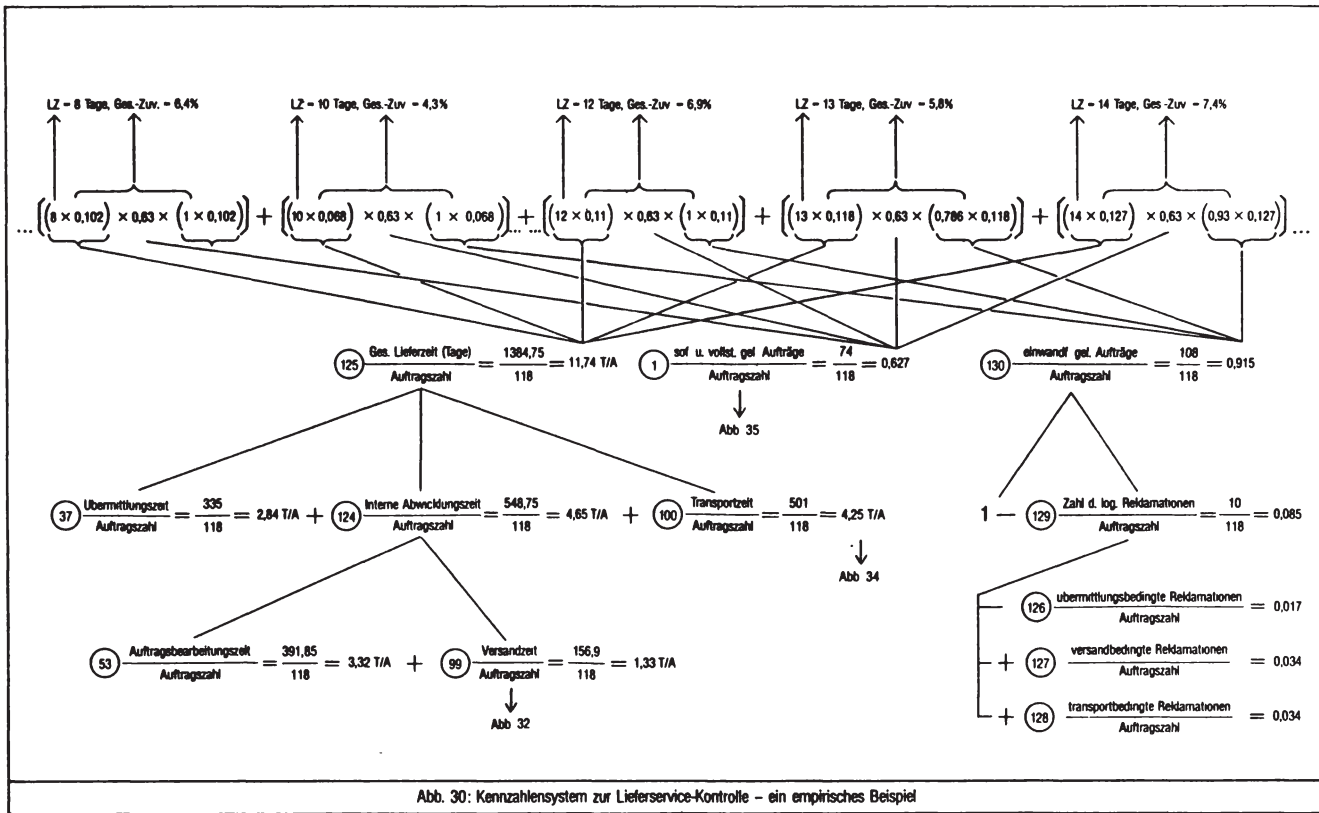 LZ – 8 Tage, Ges.-Zuv. – 6,4%
LZ – 10 Tage, Ges.-Zuv – 4,3%
LZ – 12 Tage, Ges.-Zuv – 6,9%
LZ – 13 Tage, Ges.-Zuv – 5,8%
LZ – 14 Tage, Ges -Zuv – 7,4%
... [(8 × 0,102) × 0,63 × (1 × 0,102)] + [(10 × 0,068) × 0,63 × (1 × 0,068)] ... + ... [(12 × 0,11) × 0,63 × (1 × 0,11)] + [(13 × 0,118) × 0,63 × (0,786 × 0,118)] + [(14 × 0,127) × 0,63 × (0,93 × 0,127)] ...
125 Ges. Lieferzeit (Tage) / Auftragszahl = 1384,75 / 118 = 11,74 T/A
1 sof u. vollst. gel Aufträge / Auftragszahl = 74 / 118 = 0,627
130 einwandf gel. Aufträge / Auftragszahl = 108 / 118 = 0,915
Abb 35
37 Ubermittlungszeit / Auftragszahl = 335 / 118 = 2,84 T/A + 124 Interne Abwicklungszeit / Auftragszahl = 548,75 / 118 = 4,65 T/A + 100 Transportzeit / Auftragszahl = 501 / 118 = 4,25 T/A
1 – 129 Zahl d. log. Reklamationen / Auftragszahl = 10 / 118 = 0,085
Abb 34
126 ubermittlungsbedingte Reklamationen / Auftragszahl = 0,017
53 Auftragsbearbeitungszeit / Auftragszahl = 391,85 / 118 = 3,32 T/A + 99 Versandzeit / Auftragszahl = 156,9 / 118 = 1,33 T/A
+ 127 versandbedingte Reklamationen / Auftragszahl = 0,034
Abb 32
+ 128 transportbedingte Reklamationen / Auftragszahl = 0,034
Abb. 30: Kennzahlensystem zur Lieferservice-Kontrolle – ein empirisches Beispiel